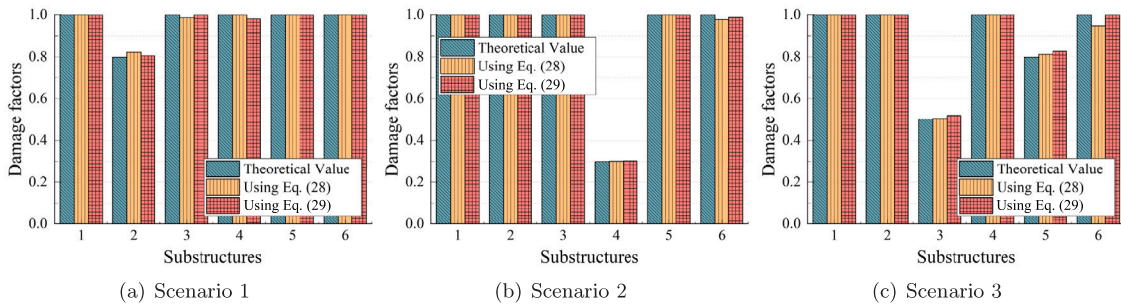 Damage factors
1.0
0.8
0.6
0.4
0.2
0.0
Theoretical Value
Using Eq. (28)
Using Eq. (29)
1 2 3 4 5 6
Substructures
(a) Scenario 1
Damage factors
1.0
0.8
0.6
0.4
0.2
0.0
Theoretical Value
Using Eq. (28)
Using Eq. (29)
1 2 3 4 5 6
Substructures
(b) Scenario 2
Damage factors
1.0
0.8
0.6
0.4
0.2
0.0
Theoretical Value
Using Eq. (28)
Using Eq. (29)
1 2 3 4 5 6
Substructures
(c) Scenario 3